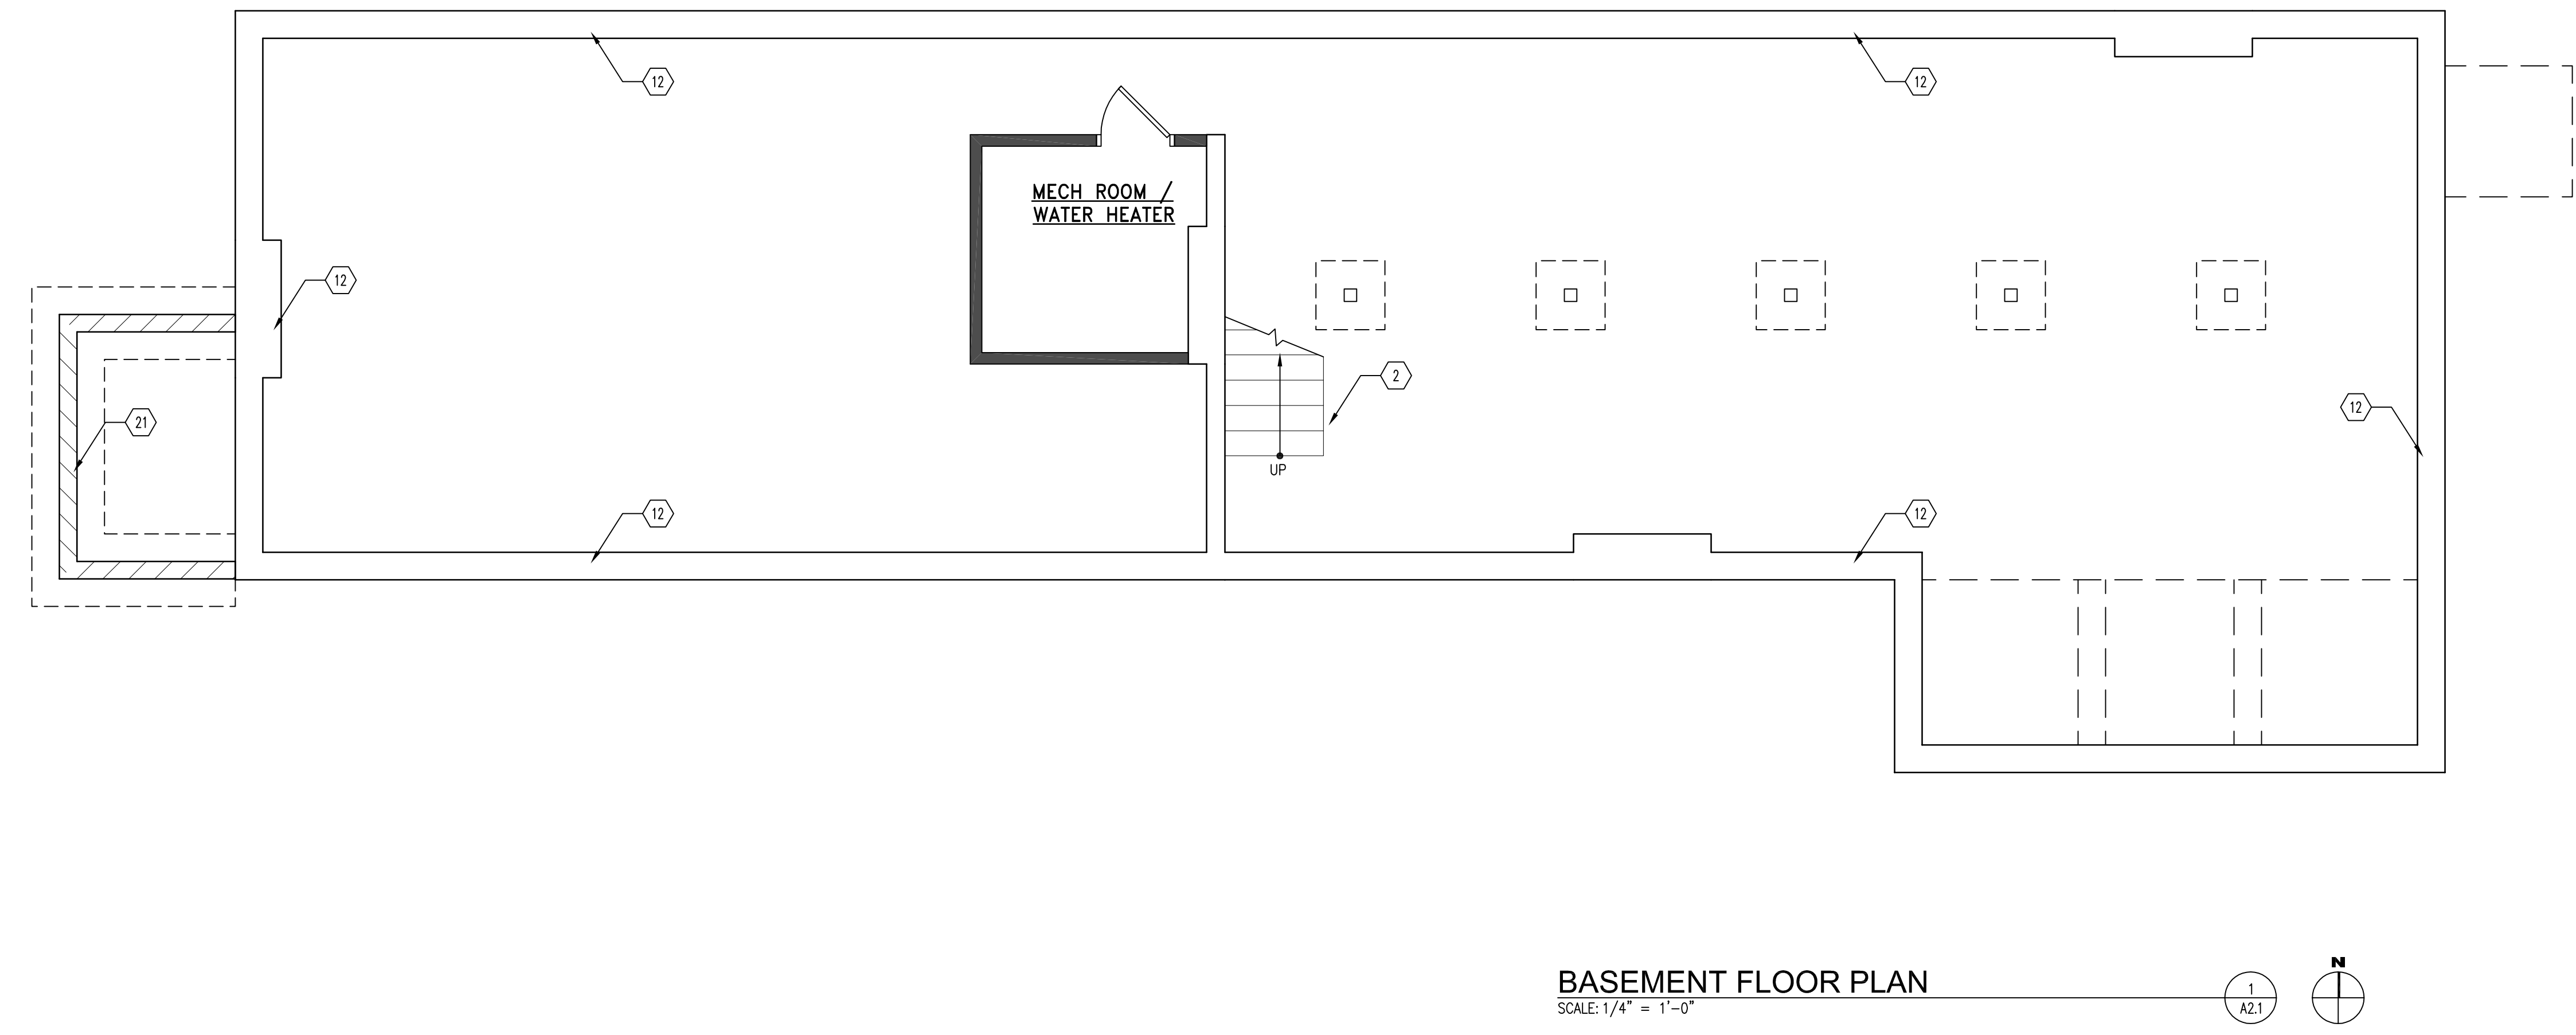 12
12
MECH ROOM /
WATER HEATER
12
2
12
21
UP
12
12
N
BASEMENT FLOOR PLAN
1
SCALE: 1/4" = 1'-0"
A2.1